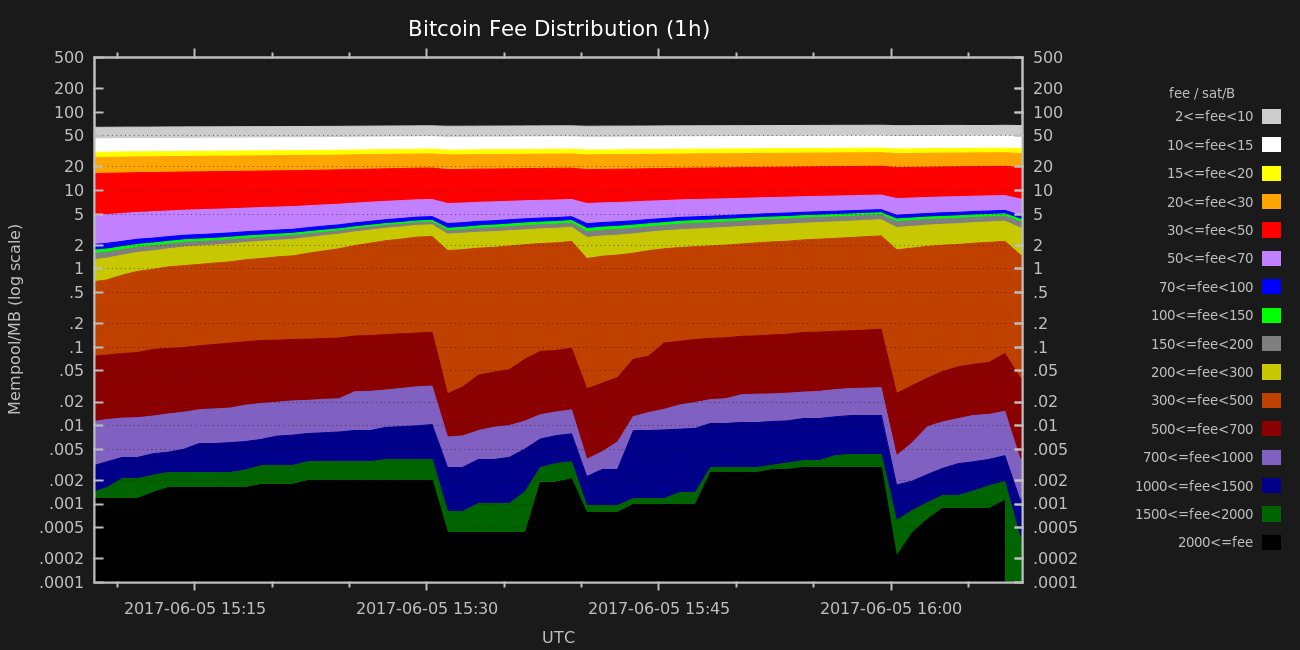 Bitcoin Fee Distribution (1h)
500 500
200 200
100 100
50 50
20 20
10 10
5 5
2 2
1 1
.5 .5
.2 .2
.1 .1
.05 .05
.02 .02
.01 .01
.005 .005
.002 .002
.001 .001
.0005 .0005
.0002 .0002
.0001 .0001
Mempool/MB (log scale)
2017-06-05 15:15 2017-06-05 15:30 2017-06-05 15:45 2017-06-05 16:00
UTC
fee / sat/B
2<=fee<10
10<=fee<15
15<=fee<20
20<=fee<30
30<=fee<50
50<=fee<70
70<=fee<100
100<=fee<150
150<=fee<200
200<=fee<300
300<=fee<500
500<=fee<700
700<=fee<1000
1000<=fee<1500
1500<=fee<2000
2000<=fee